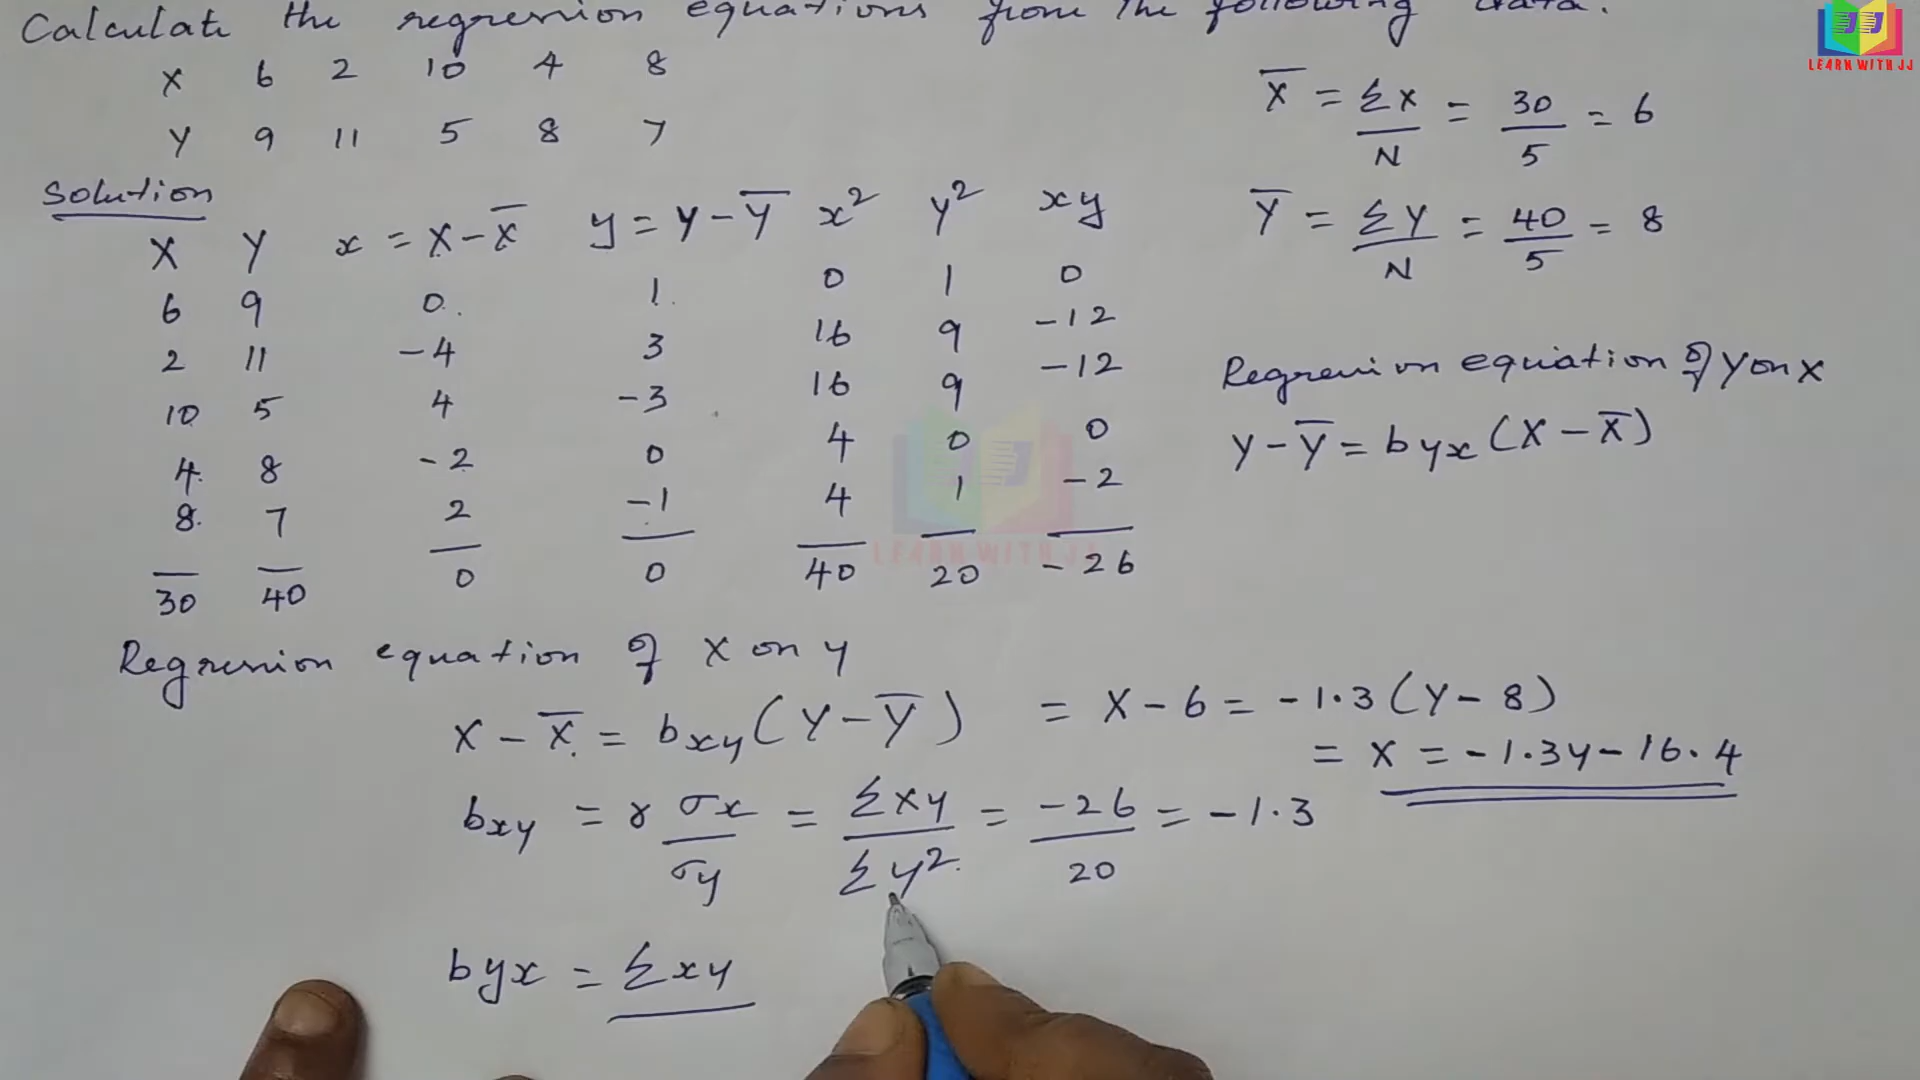 Calculate the regression equations from the following data.
X 6 2 10 4 8
Y 9 11 5 8 7
LEARN WITH JJ
X̄ = ΣX/N = 30/5 = 6
Ȳ = ΣY/N = 40/5 = 8
Solution
X Y x = X-X̄ y = Y-Ȳ x² y² xy
6 9 0 1 0 1 0
2 11 -4 3 16 9 -12
10 5 4 -3 16 9 -12
4 8 -2 0 4 0 0
8 7 2 -1 4 1 -2
30 40 0 0 40 20 -26
LEARN WITH JJ
Regression equation of Y on X
Y-Ȳ = byx (X-X̄)
Regression equation of X on Y
X-X̄ = bxy (Y-Ȳ) = X-6 = -1.3(Y-8)
= X = -1.3y-16.4
bxy = r σx/σy = Σxy/Σy² = -26/20 = -1.3
byx = Σxy